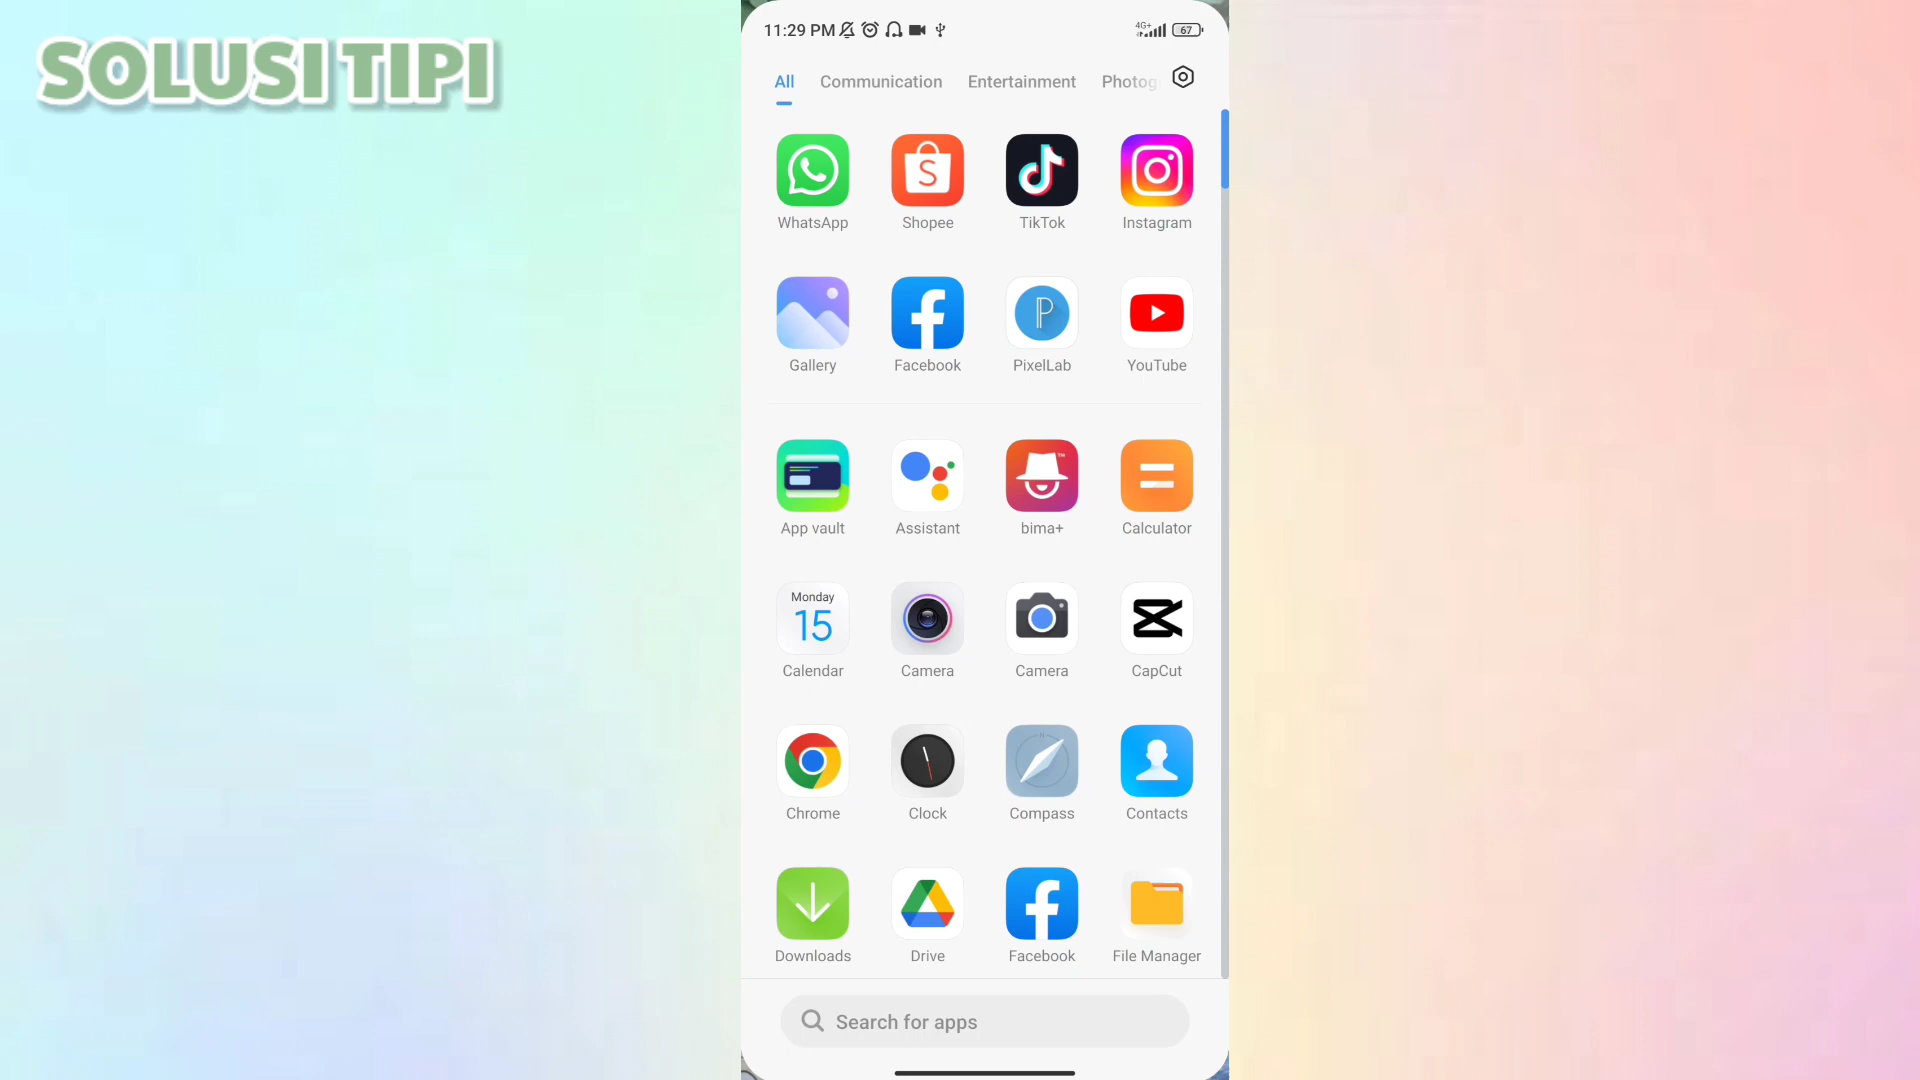 SOLUSI TIPI
11:29 PM 4G+ 67
All Communication Entertainment Photog
WhatsApp Shopee TikTok Instagram
Gallery Facebook PixelLab YouTube
App vault Assistant bima+ Calculator
Monday
15
Calendar Camera Camera CapCut
Chrome Clock Compass Contacts
Downloads Drive Facebook File Manager
Search for apps